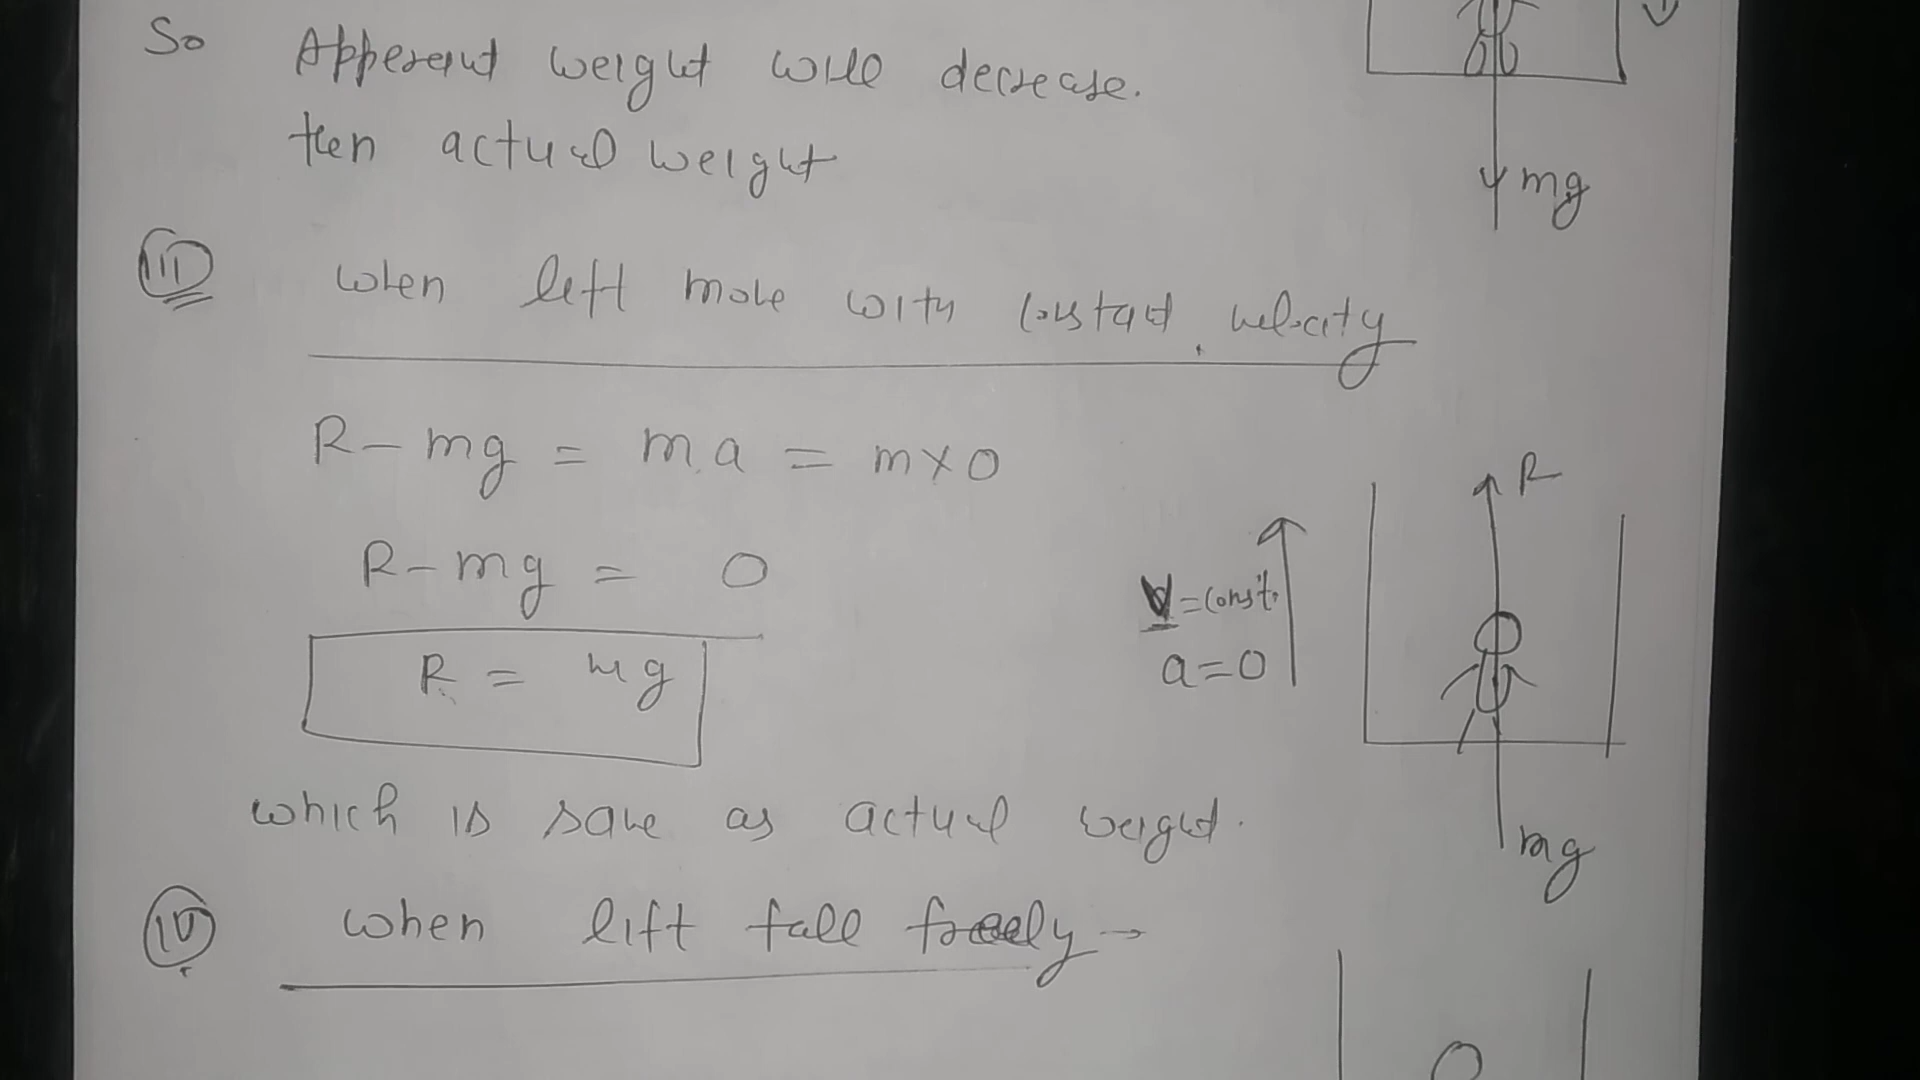 So Apperent weight will decrease.
then actual weight
mg
(iii) when lift move with constant velocity
R - mg = ma = m×0
R - mg = 0
R = mg
R
V = const.
a = 0
mg
which is same as actual weight.
(iv) when lift fall freely →